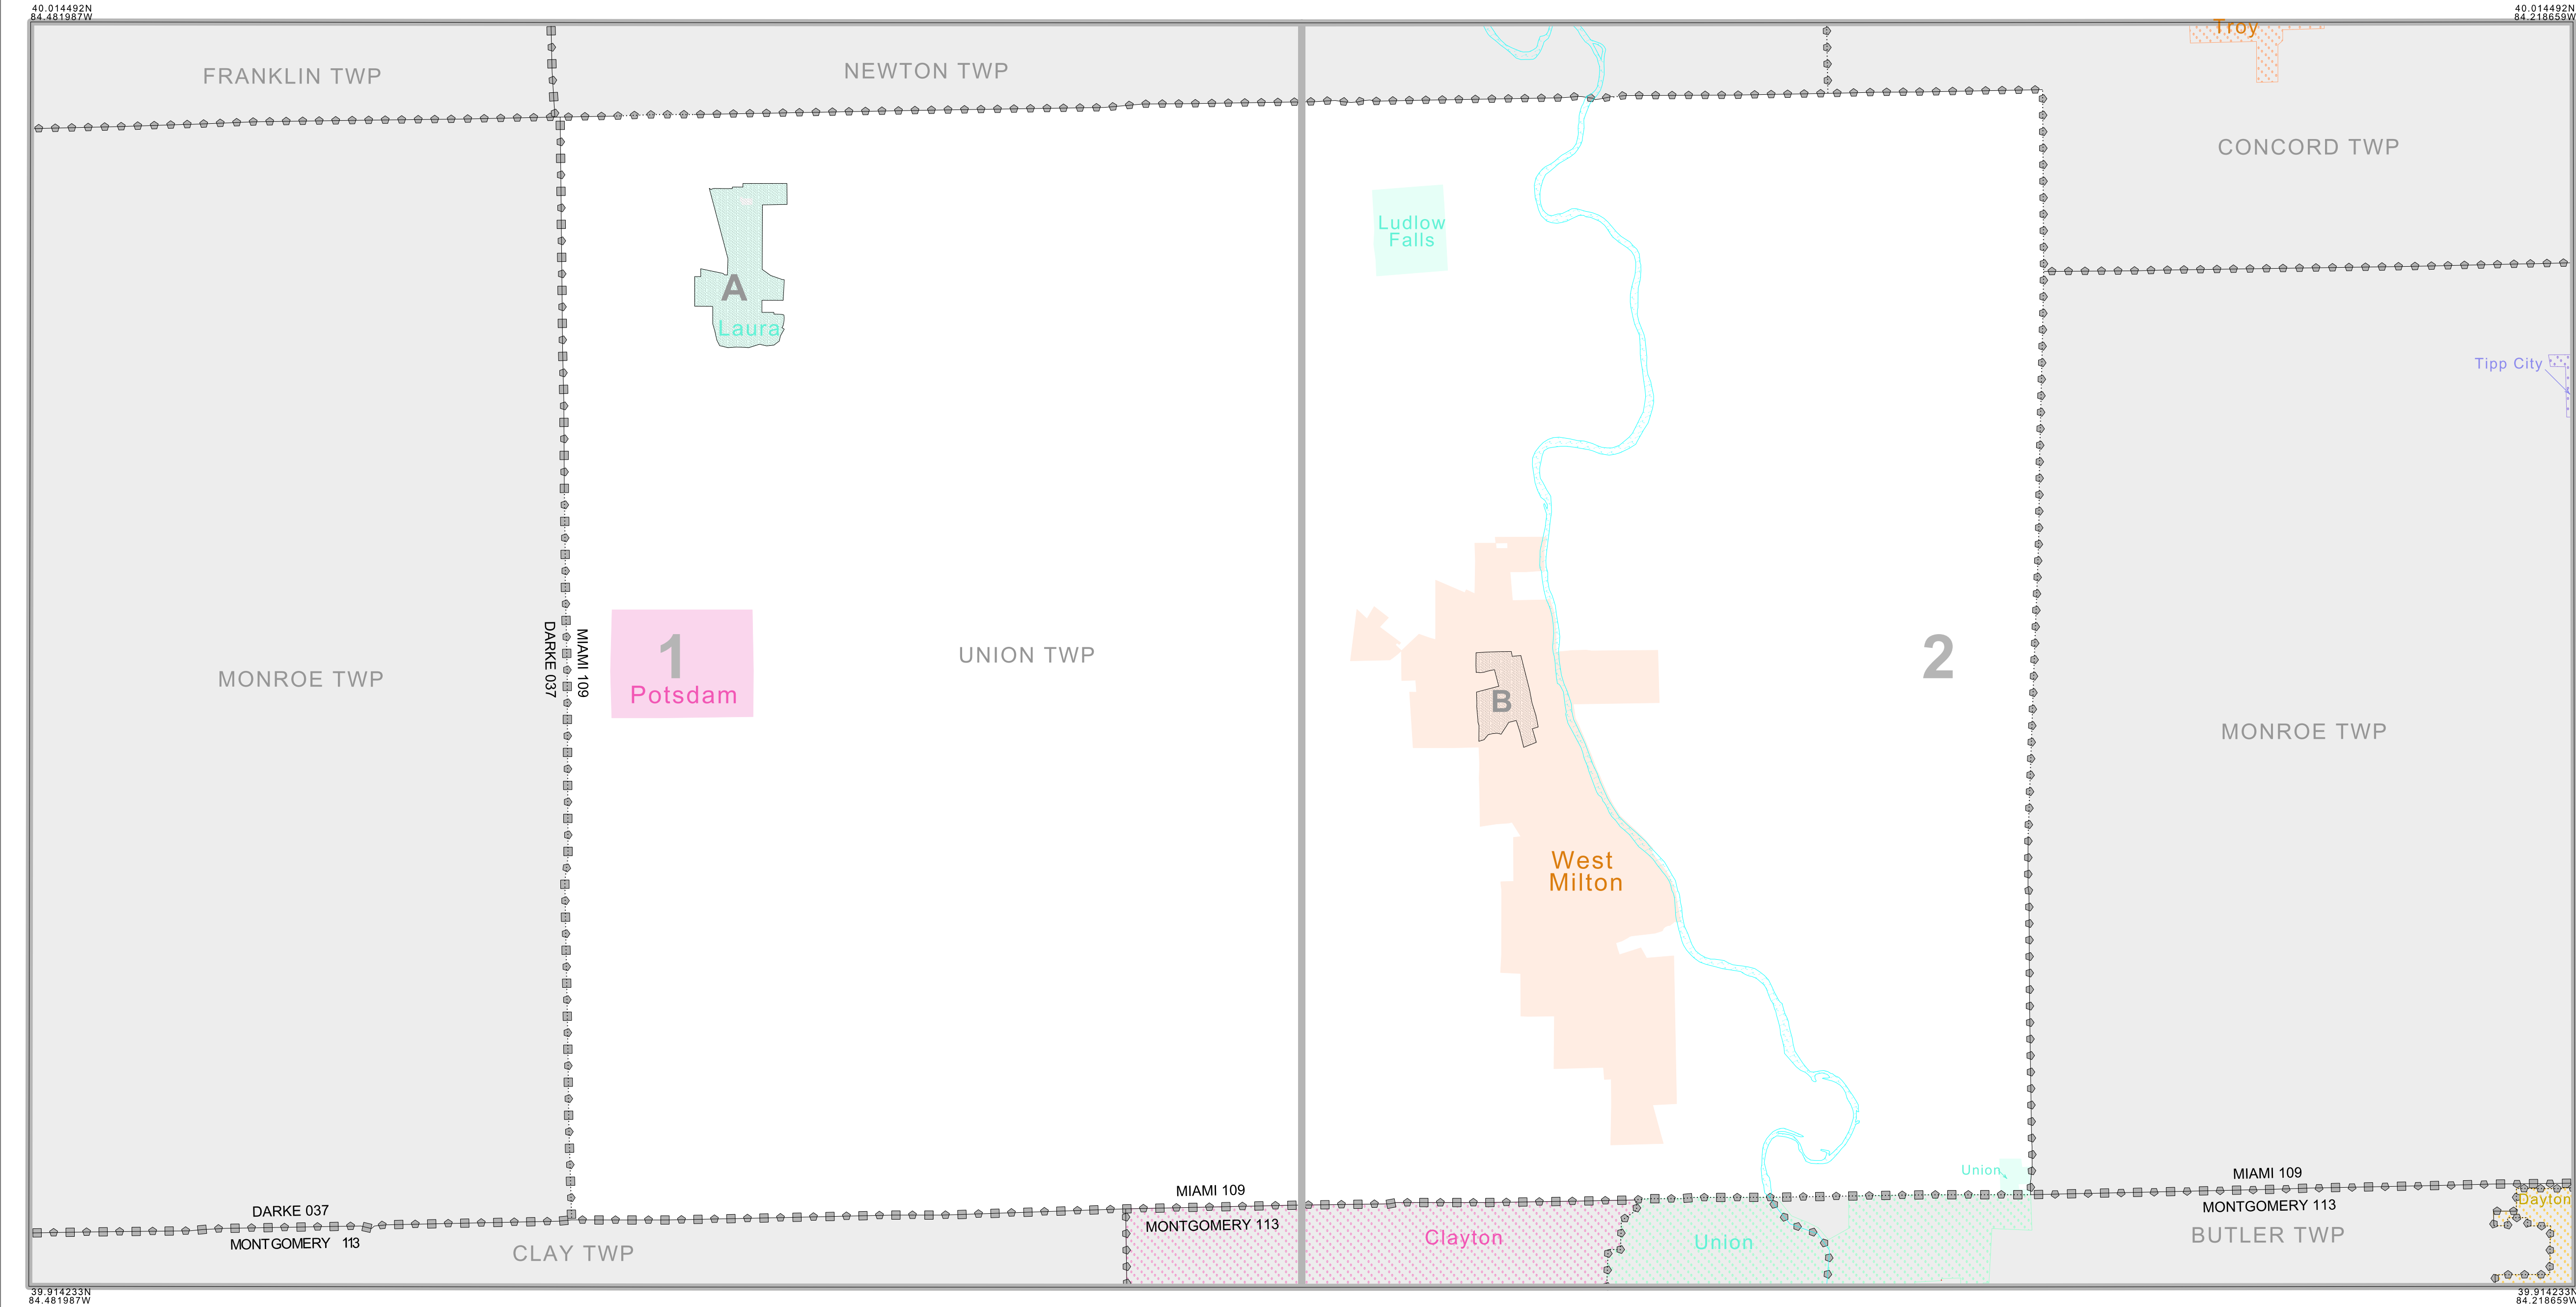 40.014492N
84.481987W
40.014492N
84.218659W
Troy
FRANKLIN TWP
NEWTON TWP
CONCORD TWP
Ludlow
Falls
A
Laura
Tipp City
DARKE 037
MIAMI 109
1
Potsdam
UNION TWP
2
MONROE TWP
B
MONROE TWP
West
Milton
Union
MIAMI 109
MIAMI 109
DARKE 037
Dayton
MONTGOMERY 113
MONTGOMERY 113
MONTGOMERY 113
CLAY TWP
Clayton
Union
BUTLER TWP
39.914233N
84.481987W
39.914233N
84.218659W